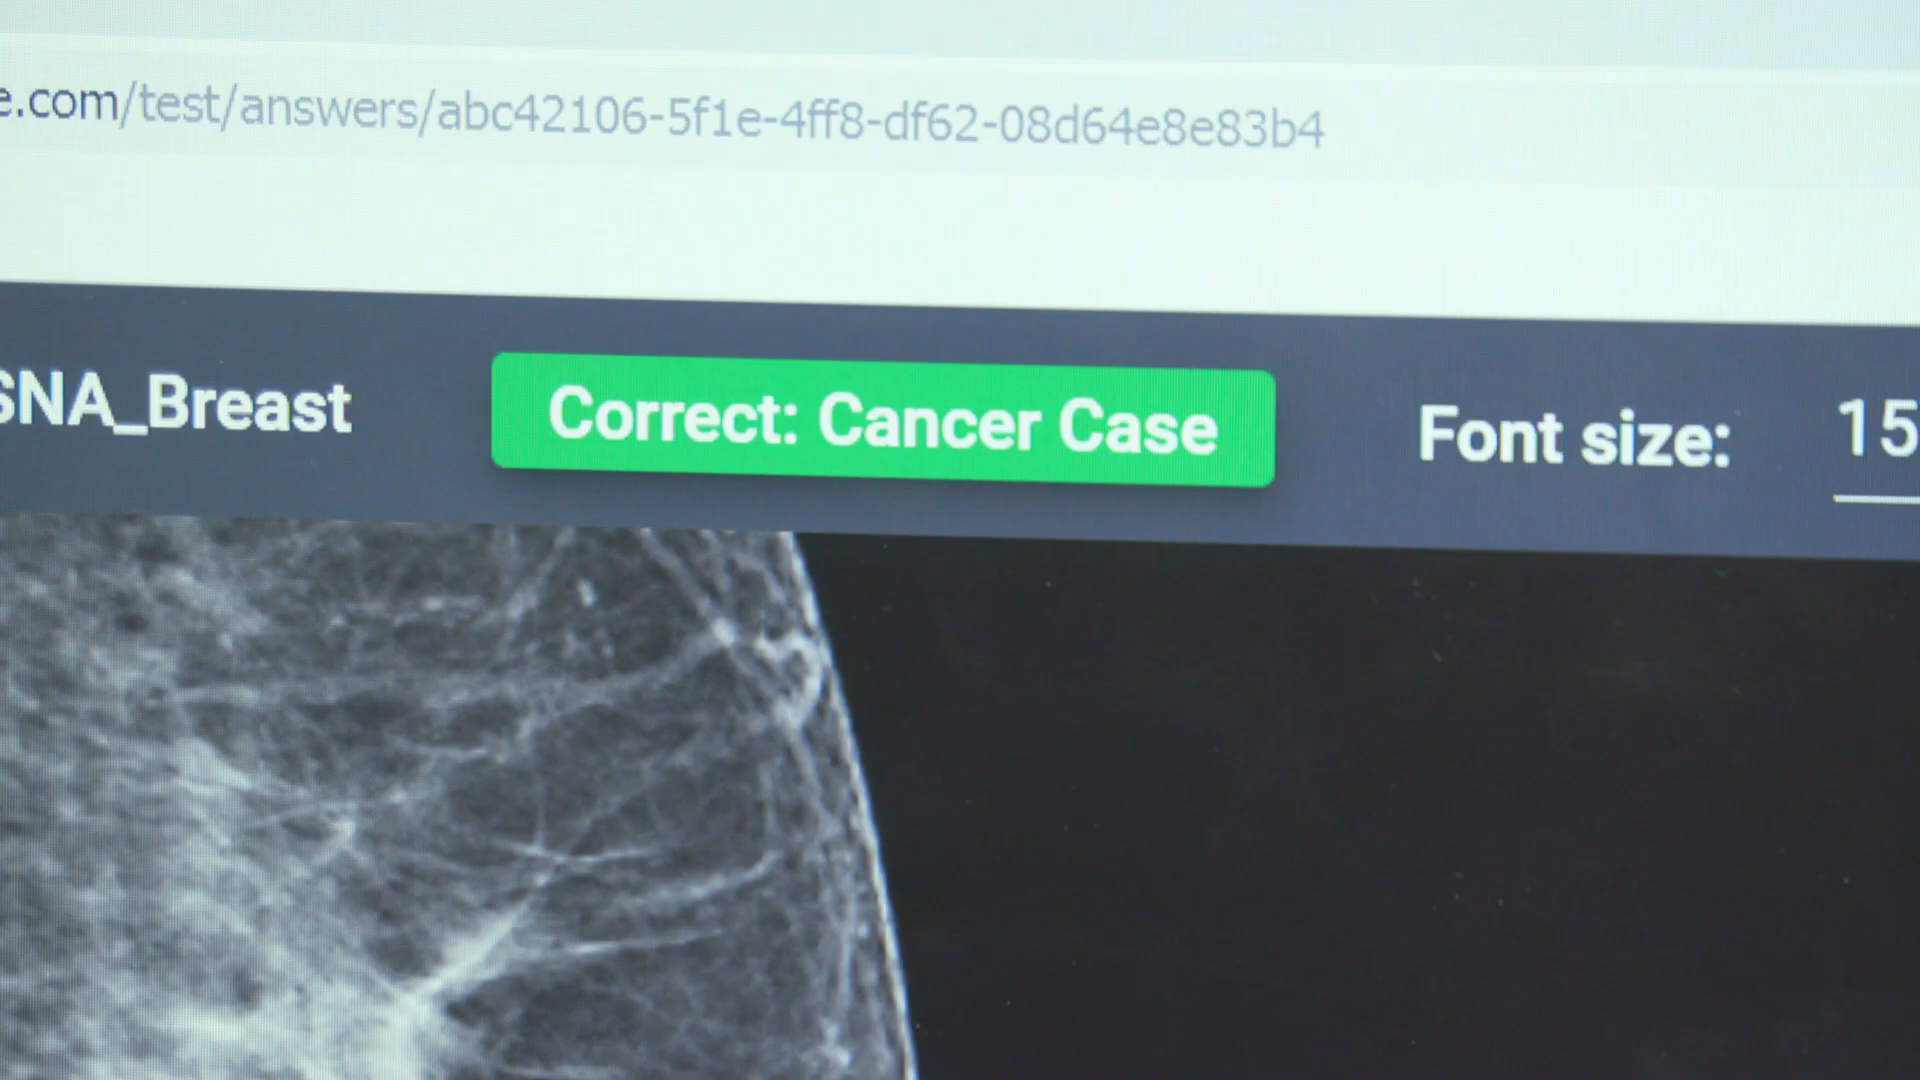 e.com/test/answers/abc42106-5f1e-4ff8-df62-08d64e8e83b4
SNA_Breast
Correct: Cancer Case
Font size:
15